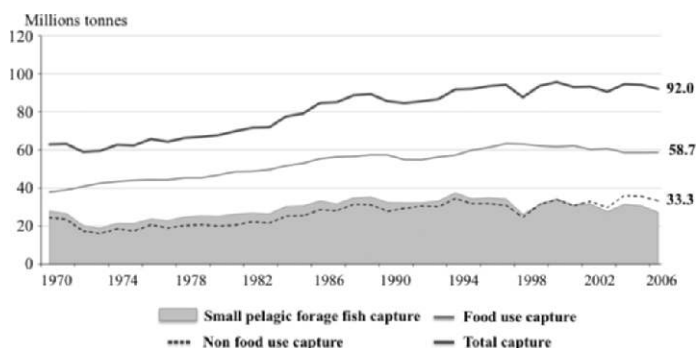 Millions tonnes
120
100
80
60
40
20
0
92.0
58.7
33.3
1970 1974 1978 1982 1986 1990 1994 1998 2002 2006
Small pelagic forage fish capture Food use capture
Non food use capture Total capture